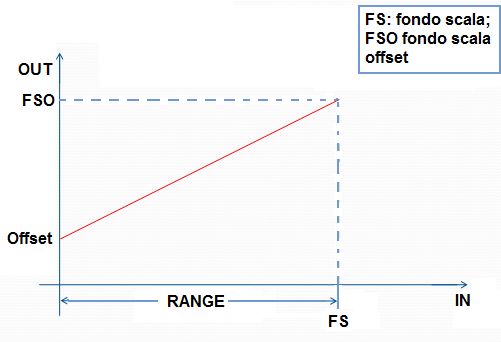 FS: fondo scala;
FSO fondo scala
offset
OUT
FSO
Offset
RANGE
IN
FS